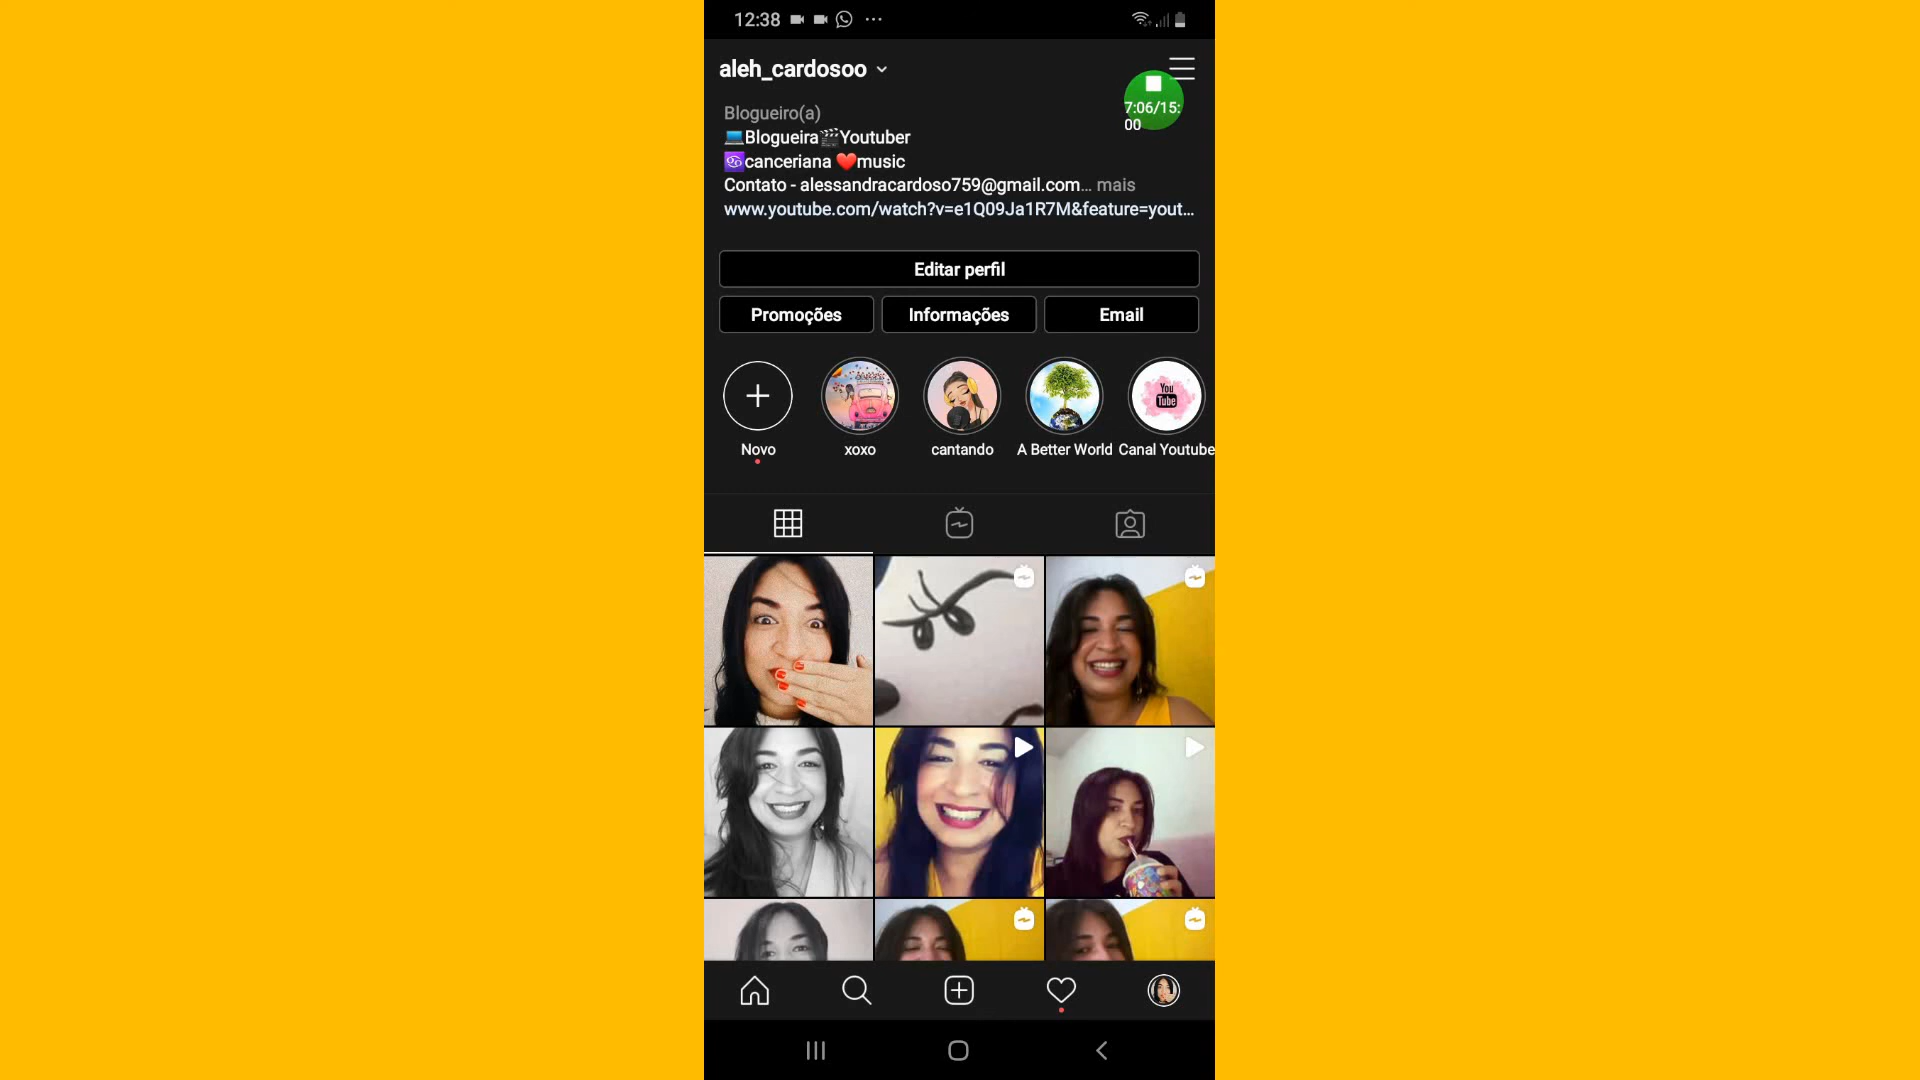 12:38
aleh_cardosoo
7:06/15:
00
Blogueiro(a)
💻Blogueira🎬Youtuber
♋canceriana ❤️music
Contato - alessandracardoso759@gmail.com... mais
www.youtube.com/watch?v=e1Q09Ja1R7M&feature=yout...
Editar perfil
Promoções Informações Email
You
Tube
Novo xoxo cantando A Better World Canal Youtube